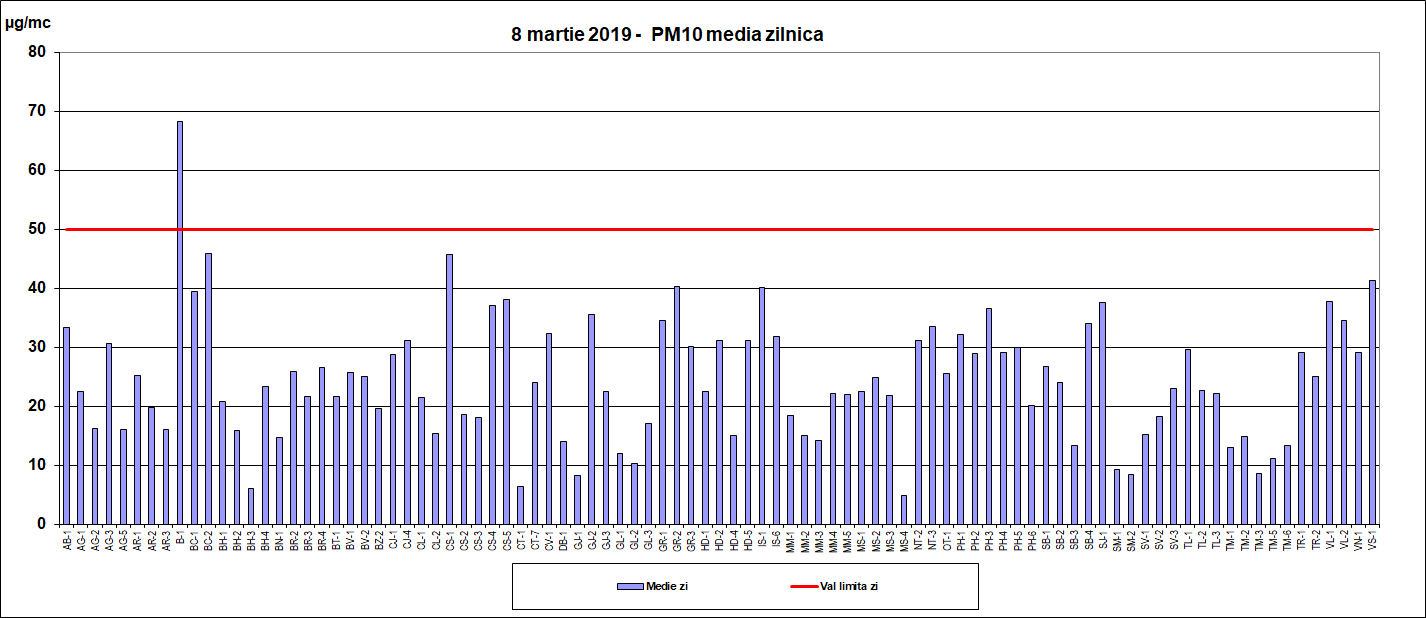 µg/mc
8 martie 2019 - PM10 media zilnica
80
70
60
50
40
30
20
10
0
AB-1 AG-1 AG-2 AG-3 AG-5 AR-1 AR-2 AR-3 B-1 BC-1 BC-2 BH-1 BH-2 BH-3 BH-4 BN-1 BR-2 BR-3 BR-4 BT-1 BV-1 BV-2 BZ-2 CJ-1 CJ-4 CL-1 CL-2 CS-1 CS-2 CS-3 CS-4 CS-5 CT-1 CT-7 CV-1 DB-1 GJ-1 GJ-2 GJ-3 GL-1 GL-2 GL-3 GR-1 GR-2 GR-3 HD-1 HD-2 HD-4 HD-5 IS-1 IS-6 MM-1 MM-2 MM-3 MM-4 MM-5 MS-1 MS-2 MS-3 MS-4 NT-2 NT-3 OT-1 PH-1 PH-2 PH-3 PH-4 PH-5 PH-6 SB-1 SB-2 SB-3 SB-4 SJ-1 SM-1 SM-2 SV-1 SV-2 SV-3 TL-1 TL-2 TL-3 TM-1 TM-2 TM-3 TM-5 TM-6 TR-1 TR-2 VL-1 VL-2 VN-1 VS-1
Medie zi Val limita zi